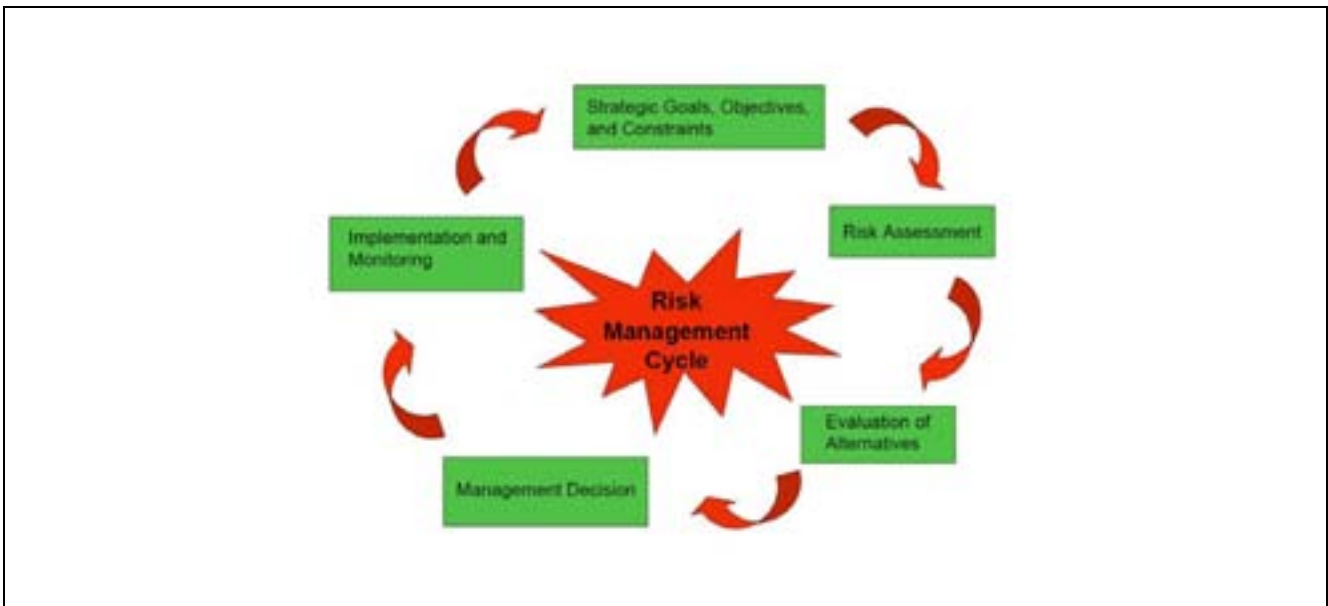 Strategic Goals, Objectives,
and Constraints
Risk Assessment
Evaluation of
Alternatives
Management Decision
Implementation and
Monitoring
Risk
Management
Cycle